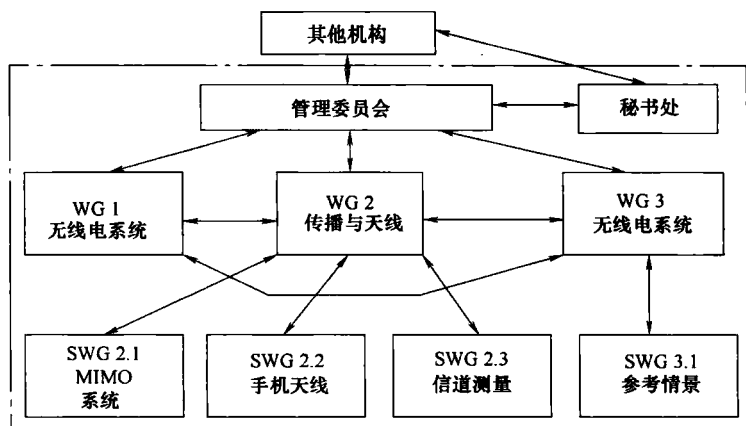 其他机构
管理委员会
秘书处
WG 1
无线电系统
WG 2
传播与天线
WG 3
无线电系统
SWG 2.1
MIMO
系统
SWG 2.2
手机天线
SWG 2.3
信道测量
SWG 3.1
参考情景